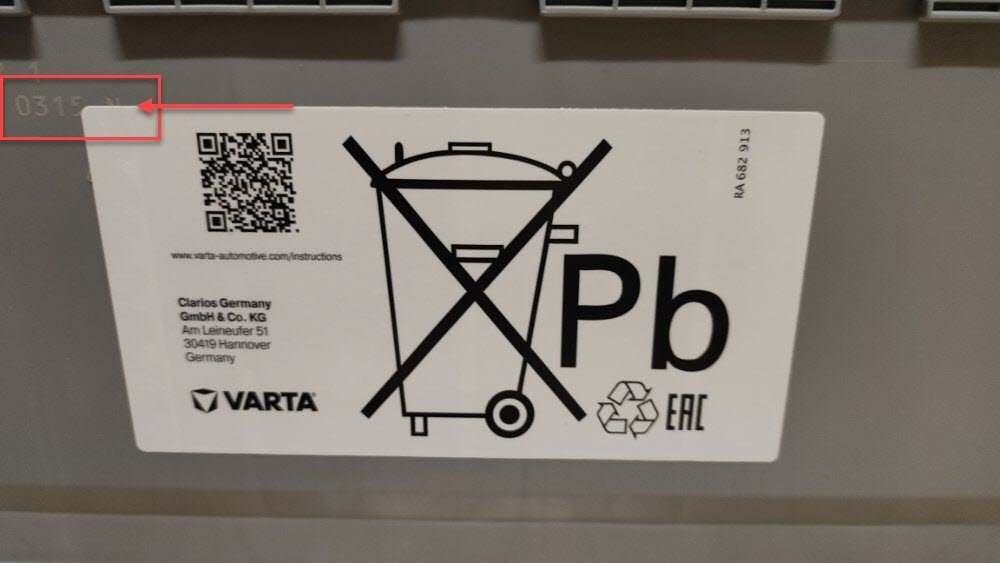 1
0315 N
RA 682 913
www.varta-automotive.com/instructions
Clarios Germany
GmbH & Co. KG
Am Leineufer 51
30419 Hannover
Germany
VARTA
Pb
EAC